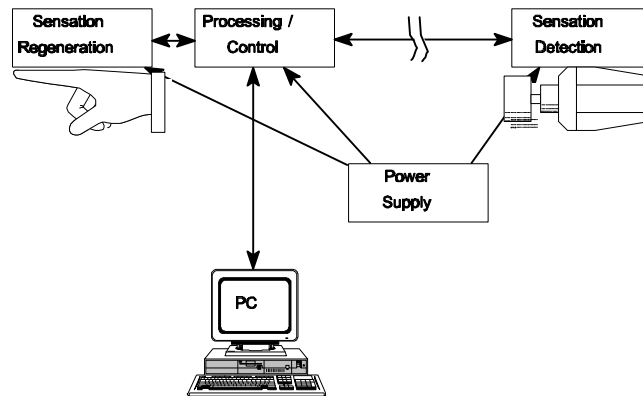 Sensation
Regeneration
Processing /
Control
Sensation
Detection
Power
Supply
PC